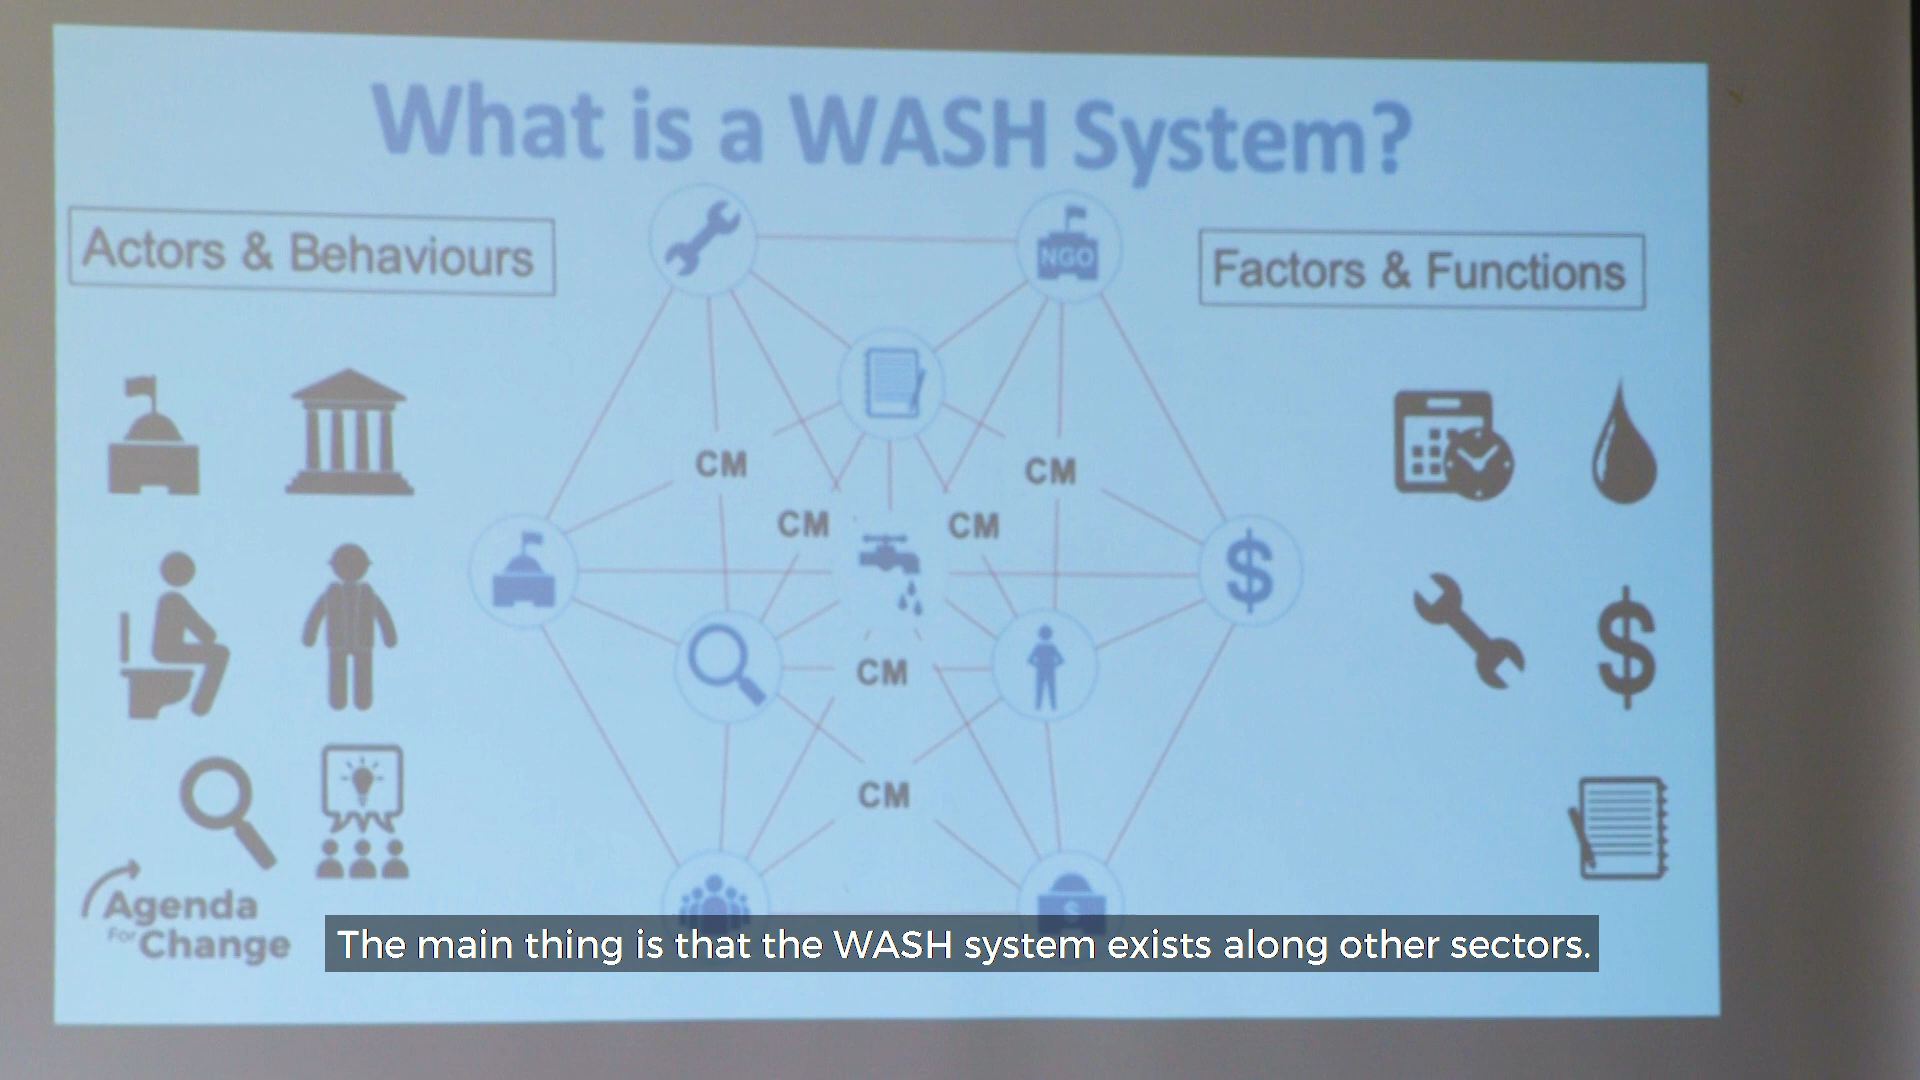 What is a WASH System?
Actors & Behaviours
Factors & Functions
NGO
CM
CM
CM
CM
$
CM
$
CM
$
Agenda
For Change
The main thing is that the WASH system exists along other sectors.